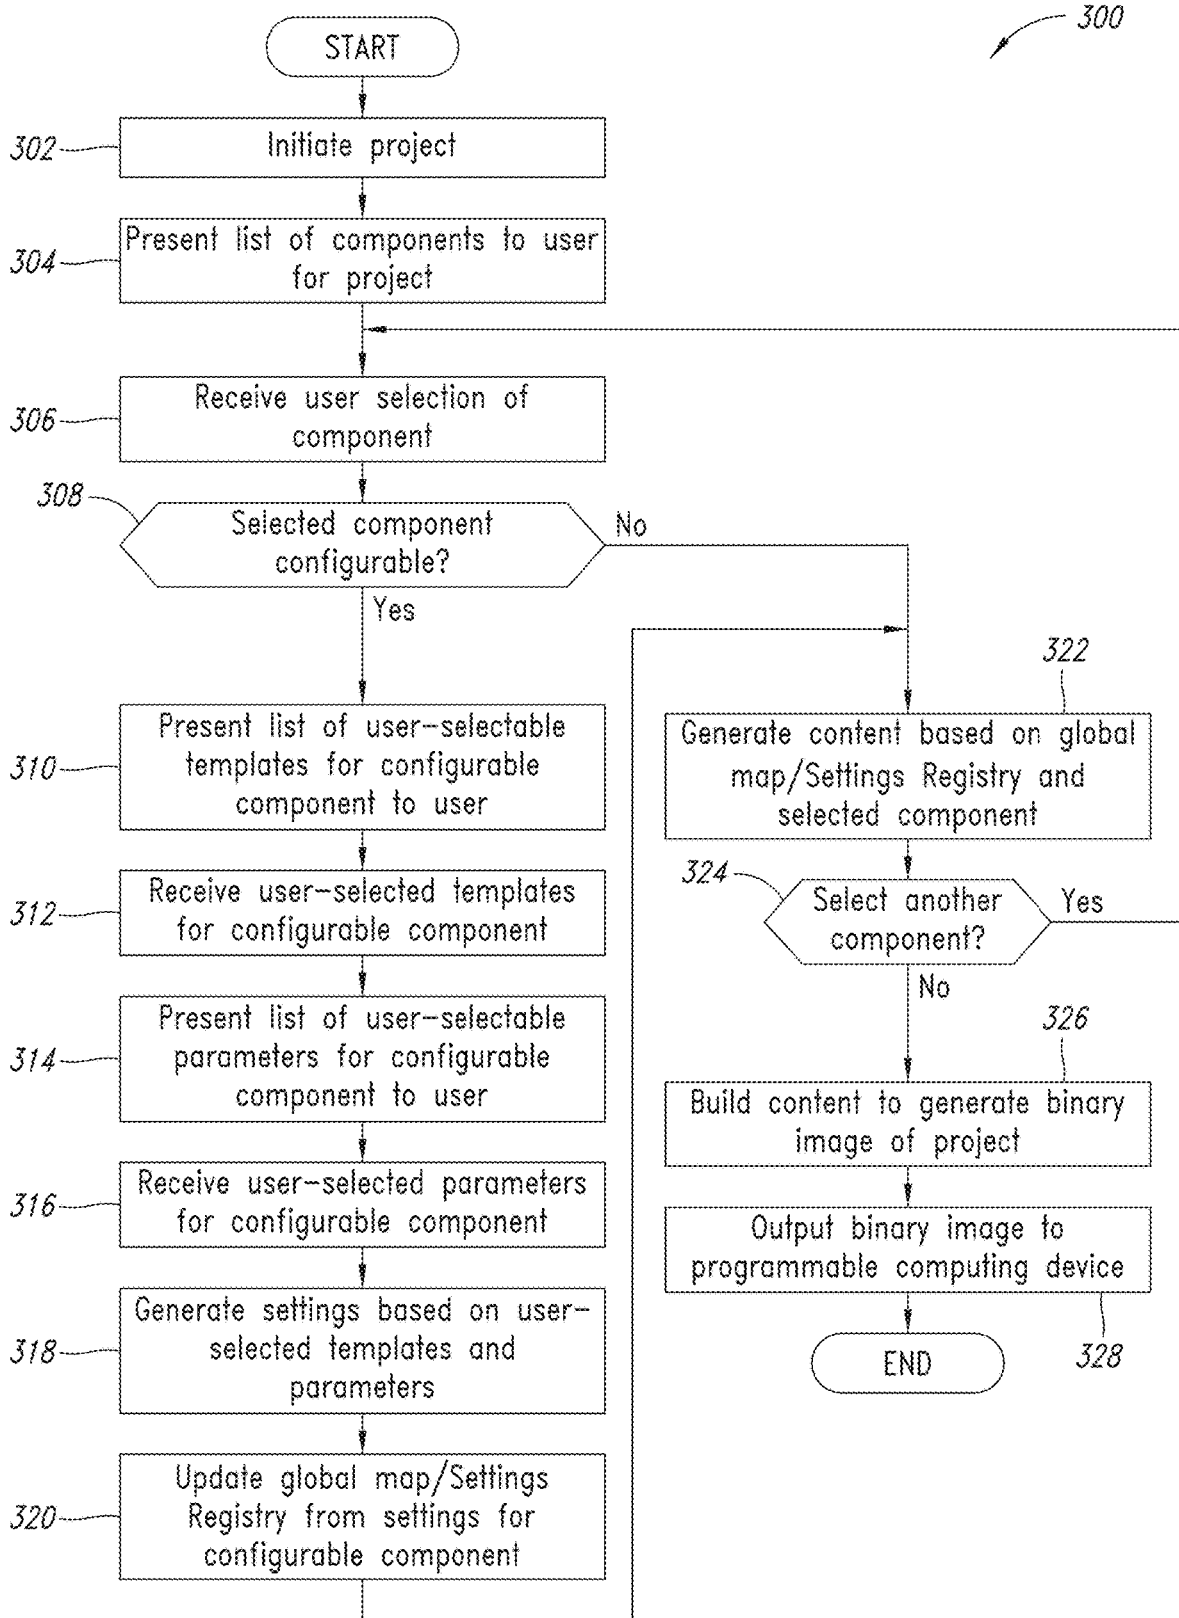 300
START
302
Initiate project
304
Present list of components to user
for project
306
Receive user selection of
component
308
Selected component
configurable?
No
Yes
310
Present list of user-selectable
templates for configurable
component to user
312
Receive user-selected templates
for configurable component
314
Present list of user-selectable
parameters for configurable
component to user
316
Receive user-selected parameters
for configurable component
318
Generate settings based on user-
selected templates and
parameters
320
Update global map/Settings
Registry from settings for
configurable component
322
Generate content based on global
map/Settings Registry and
selected component
324
Select another
component?
Yes
No
326
Build content to generate binary
image of project
Output binary image to
programmable computing device
328
END